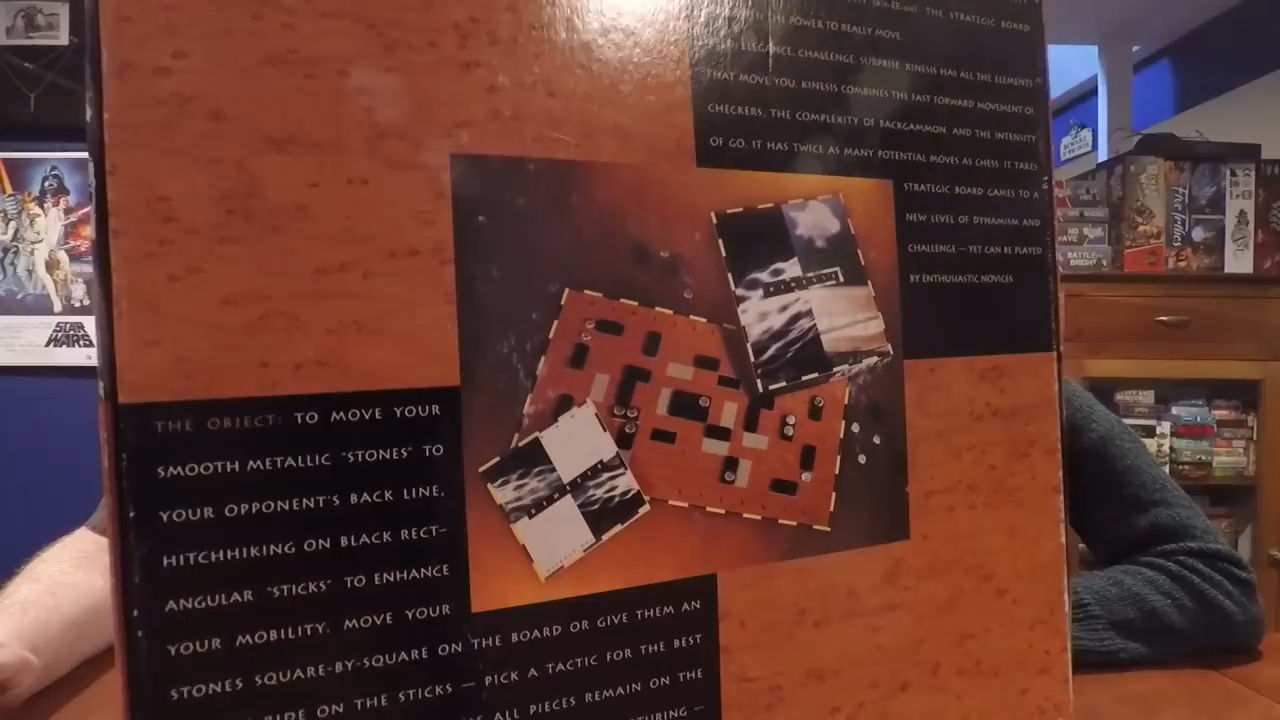 THE STRATEGIC BOARD
THE POWER TO REALLY MOVE.
ELEGANCE. CHALLENGE. SURPRISE. KINESIS HAS ALL THE ELEMENTS
THAT MOVE YOU. KINESIS COMBINES THE FAST FORWARD MOVEMENT OF
CHECKERS, THE COMPLEXITY OF BACKGAMMON, AND THE INTENSITY
OF GO. IT HAS TWICE AS MANY POTENTIAL MOVES AS CHESS. IT TAKES
STRATEGIC BOARD GAMES TO A
NEW LEVEL OF DYNAMISM AND
CHALLENGE — YET CAN BE PLAYED
BY ENTHUSIASTIC NOVICES
KINESIS
KINESIS
THE OBJECT: TO MOVE YOUR
SMOOTH METALLIC "STONES" TO
YOUR OPPONENT'S BACK LINE,
HITCHHIKING ON BLACK RECT-
ANGULAR "STICKS" TO ENHANCE
YOUR MOBILITY. MOVE YOUR
STONES SQUARE-BY-SQUARE ON THE BOARD OR GIVE THEM AN
RIDE ON THE STICKS — PICK A TACTIC FOR THE BEST
ALL PIECES REMAIN ON THE
STAR
WARS